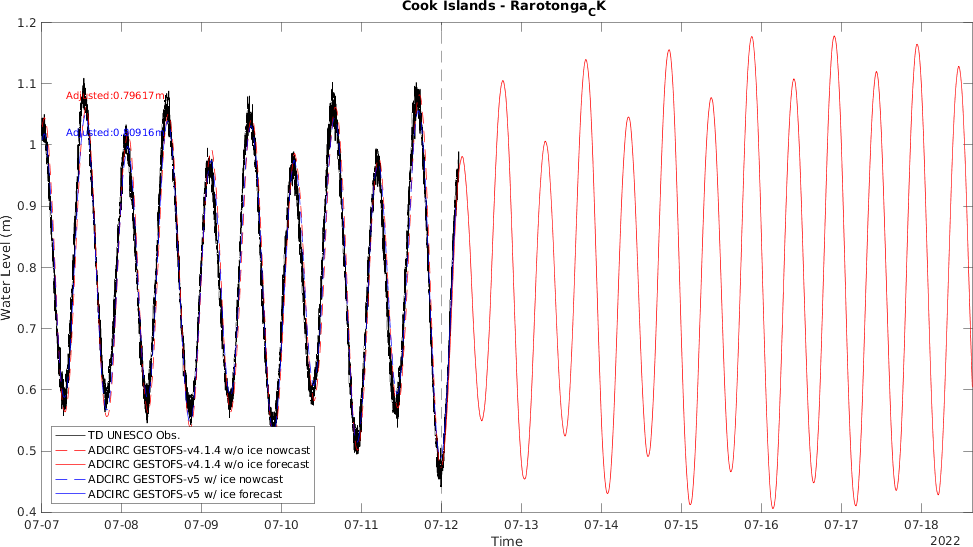 Cook Islands - Rarotonga_CK
1.2
1.1
1
0.9
0.8
0.7
0.6
0.5
0.4
Water Level (m)
Adjusted:0.79617m
Adjusted:0.80916m
TD UNESCO Obs.
ADCIRC GESTOFS-v4.1.4 w/o ice nowcast
ADCIRC GESTOFS-v4.1.4 w/o ice forecast
ADCIRC GESTOFS-v5 w/ ice nowcast
ADCIRC GESTOFS-v5 w/ ice forecast
07-07 07-08 07-09 07-10 07-11 07-12 07-13 07-14 07-15 07-16 07-17 07-18
Time
2022